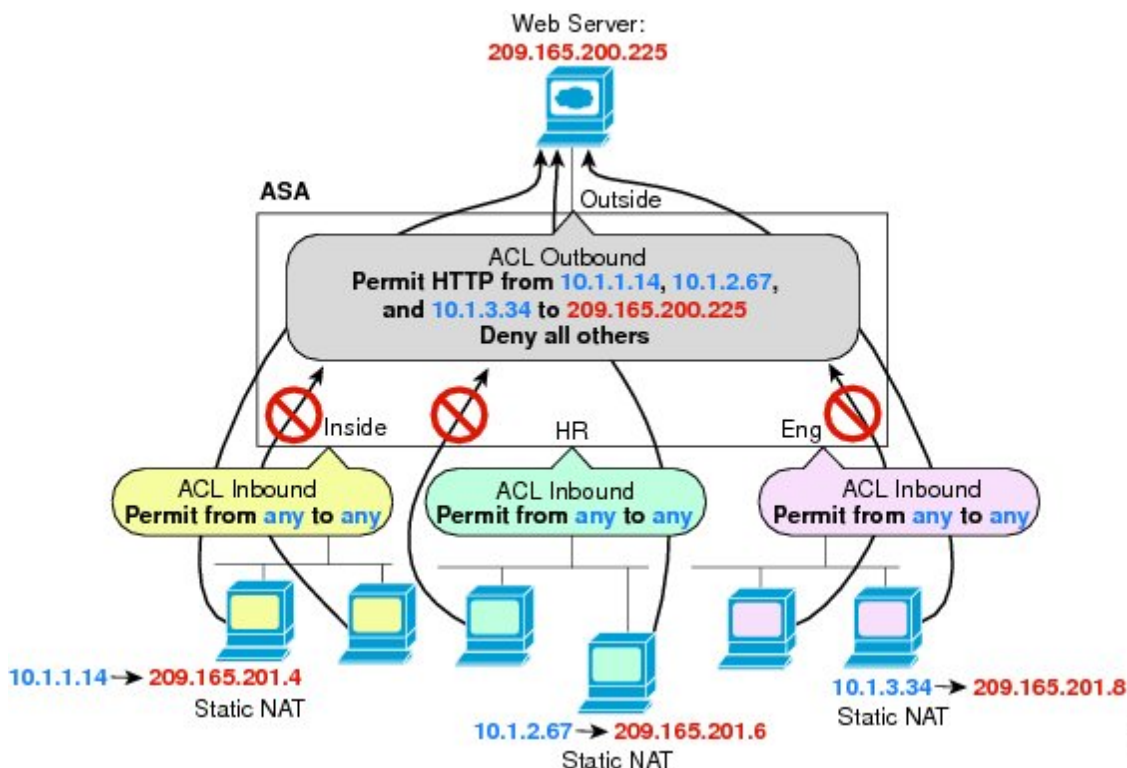 Web Server:
209.165.200.225
ASA
Outside
ACL Outbound
Permit HTTP from 10.1.1.14, 10.1.2.67,
and 10.1.3.34 to 209.165.200.225
Deny all others
Inside
HR
Eng
ACL Inbound
Permit from any to any
ACL Inbound
Permit from any to any
ACL Inbound
Permit from any to any
10.1.1.14 → 209.165.201.4
Static NAT
10.1.2.67 → 209.165.201.6
Static NAT
10.1.3.34 → 209.165.201.8
Static NAT